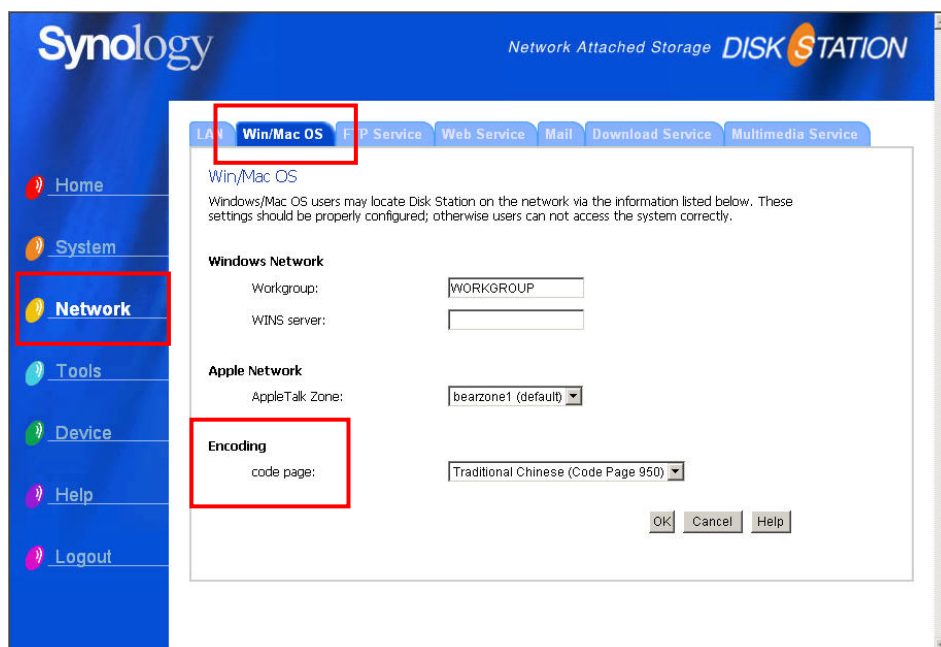 Synology
Network Attached Storage DISK STATION
LAN Win/Mac OS FTP Service Web Service Mail Download Service Multimedia Service
Home
System
Network
Tools
Device
Help
Logout
Win/Mac OS
Windows/Mac OS users may locate Disk Station on the network via the information listed below. These
settings should be properly configured; otherwise users can not access the system correctly.
Windows Network
Workgroup: WORKGROUP
WINS server:
Apple Network
AppleTalk Zone: bearzone1 (default)
Encoding
code page: Traditional Chinese (Code Page 950)
OK Cancel Help